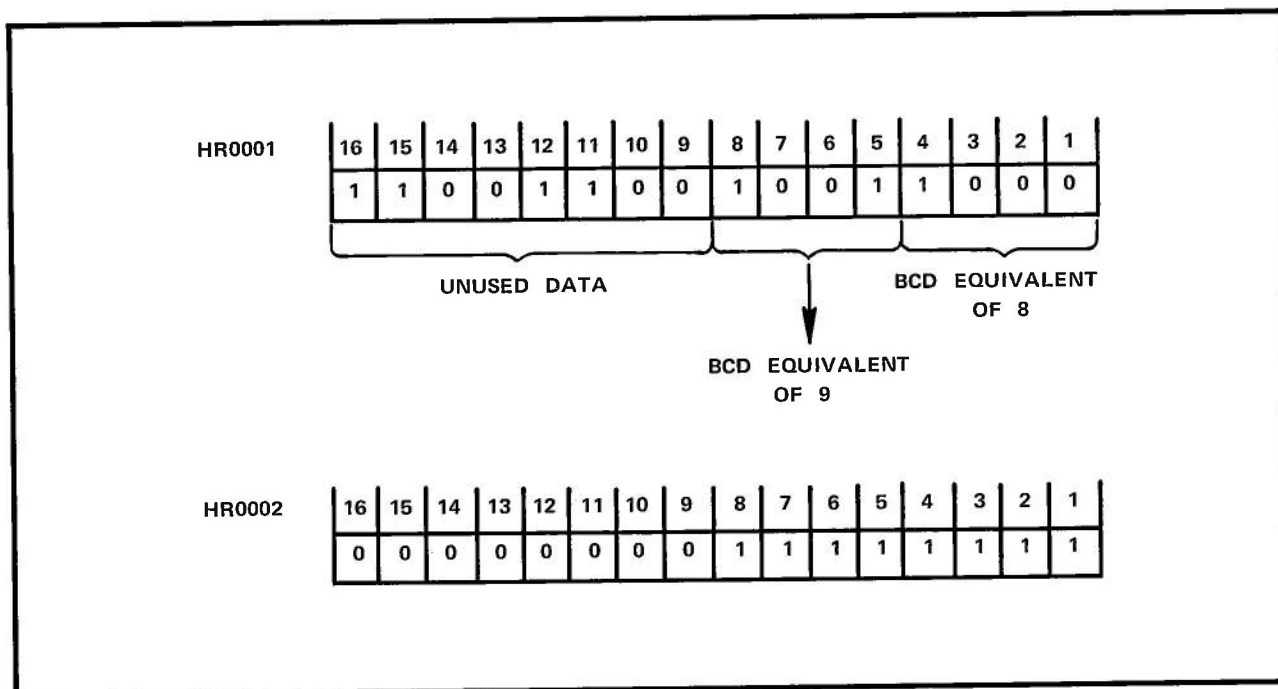 HR0001
16 15 14 13 12 11 10 9 8 7 6 5 4 3 2 1
1 1 0 0 1 1 0 0 1 0 0 1 1 0 0 0
UNUSED DATA
BCD EQUIVALENT
OF 8
BCD EQUIVALENT
OF 9
HR0002
16 15 14 13 12 11 10 9 8 7 6 5 4 3 2 1
0 0 0 0 0 0 0 0 1 1 1 1 1 1 1 1